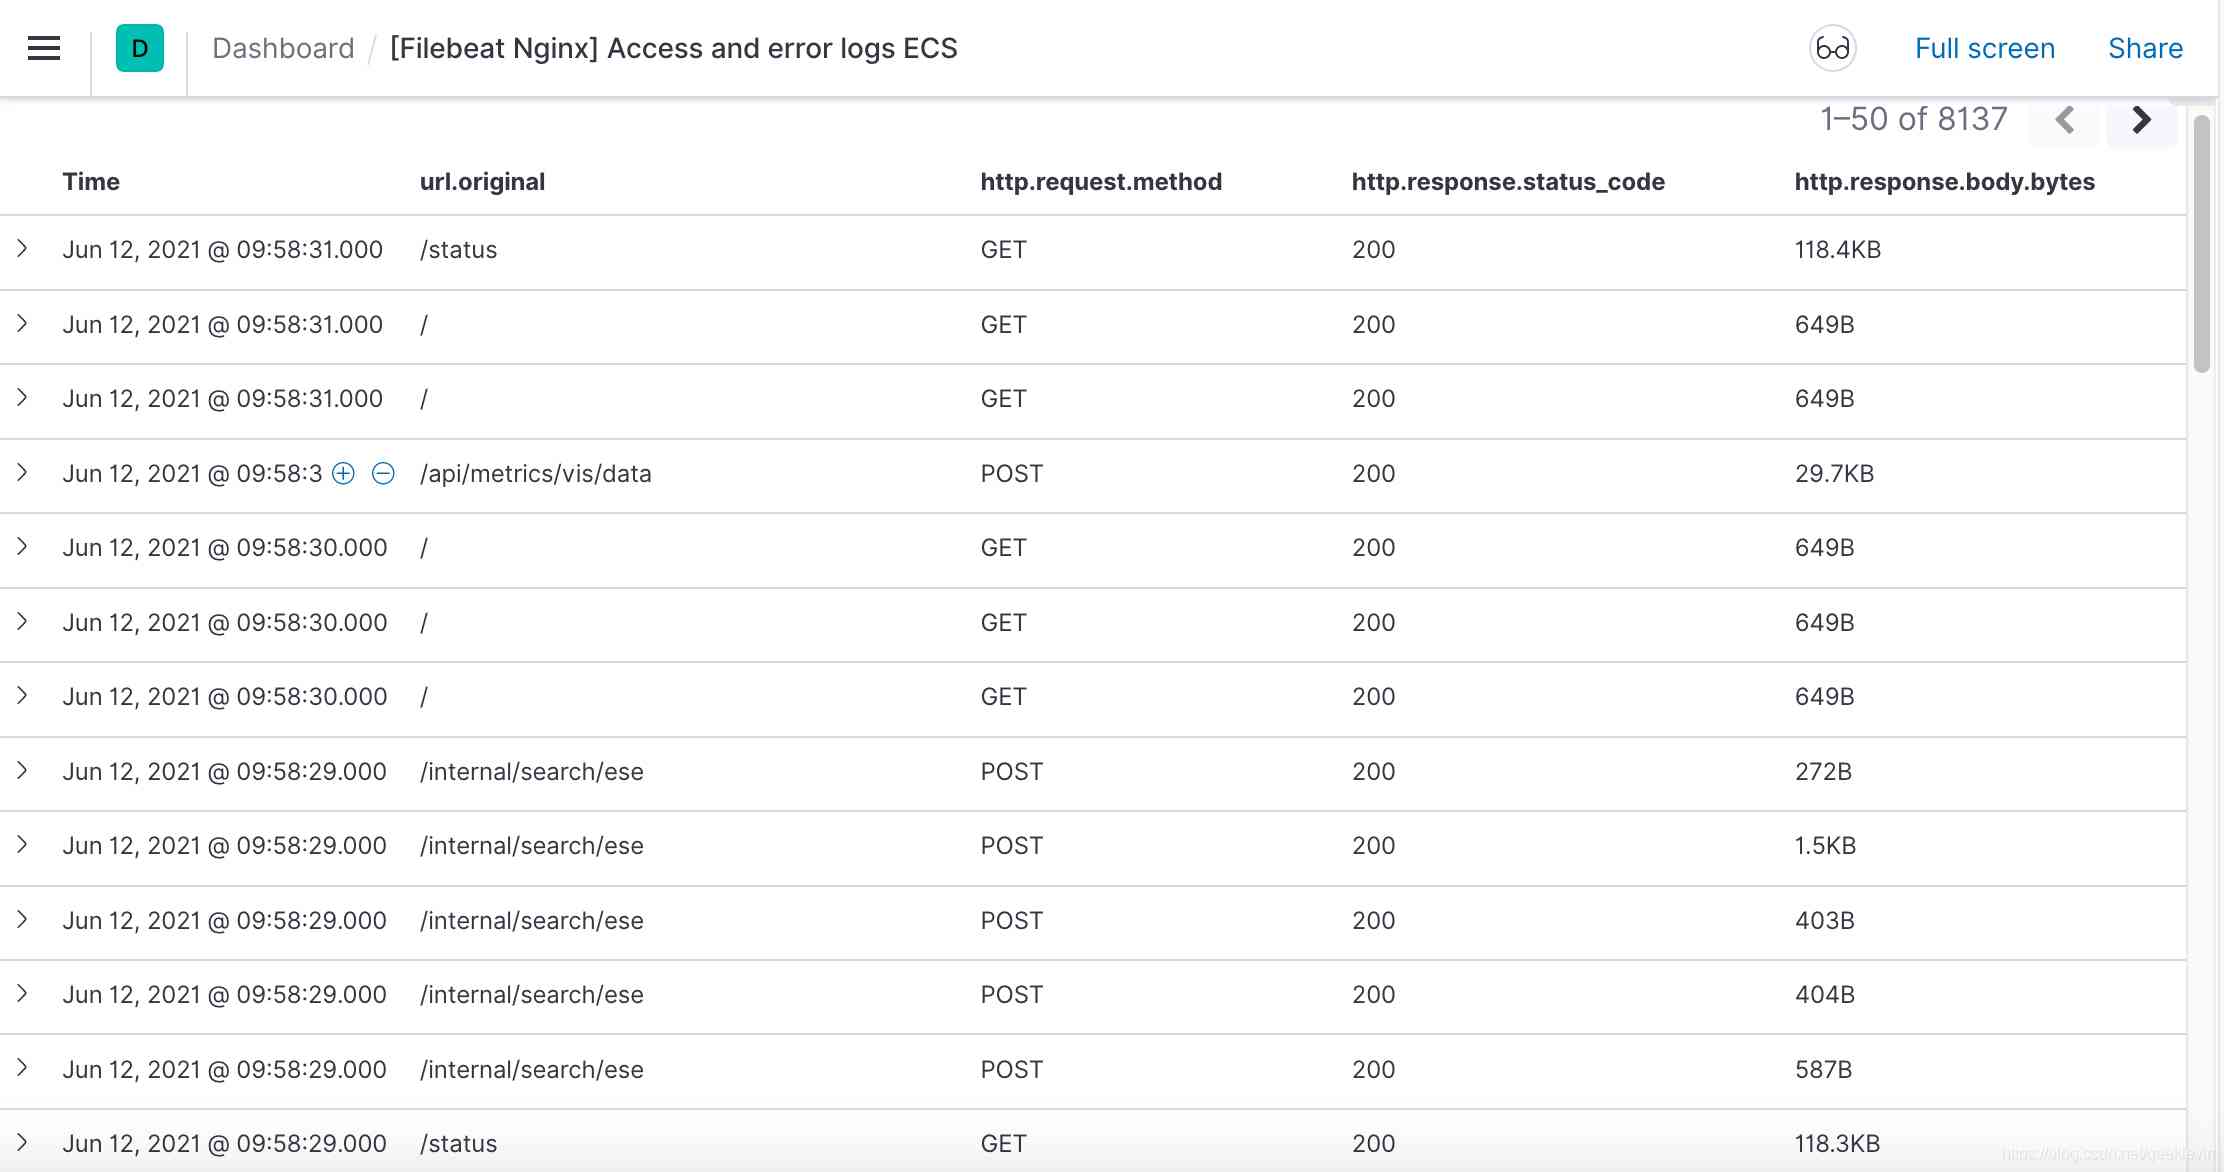 D Dashboard / [Filebeat Nginx] Access and error logs ECS Full screen Share
1–50 of 8137
Time url.original http.request.method http.response.status_code http.response.body.bytes
Jun 12, 2021 @ 09:58:31.000 /status GET 200 118.4KB
Jun 12, 2021 @ 09:58:31.000 / GET 200 649B
Jun 12, 2021 @ 09:58:31.000 / GET 200 649B
Jun 12, 2021 @ 09:58:3 /api/metrics/vis/data POST 200 29.7KB
Jun 12, 2021 @ 09:58:30.000 / GET 200 649B
Jun 12, 2021 @ 09:58:30.000 / GET 200 649B
Jun 12, 2021 @ 09:58:30.000 / GET 200 649B
Jun 12, 2021 @ 09:58:29.000 /internal/search/ese POST 200 272B
Jun 12, 2021 @ 09:58:29.000 /internal/search/ese POST 200 1.5KB
Jun 12, 2021 @ 09:58:29.000 /internal/search/ese POST 200 403B
Jun 12, 2021 @ 09:58:29.000 /internal/search/ese POST 200 404B
Jun 12, 2021 @ 09:58:29.000 /internal/search/ese POST 200 587B
Jun 12, 2021 @ 09:58:29.000 /status GET 200 118.3KB